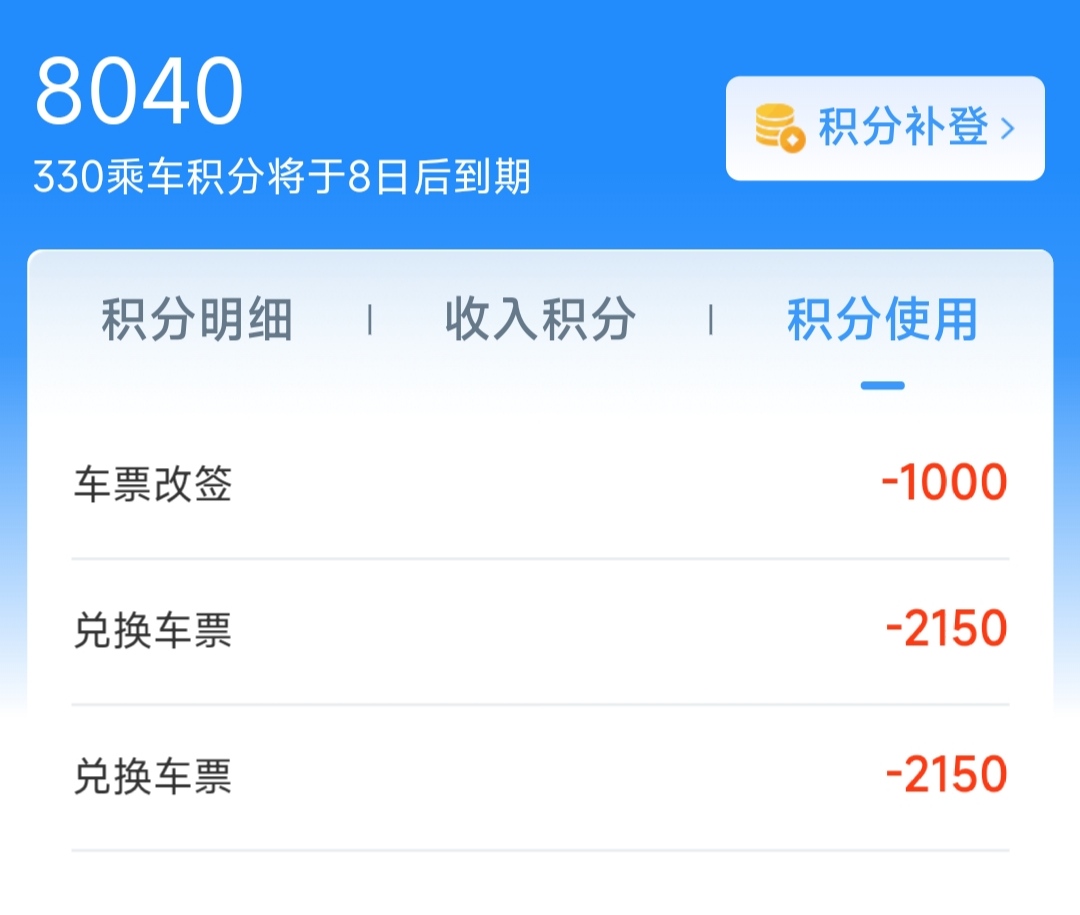 8040
积分补登
330乘车积分将于8日后到期
积分明细 收入积分 积分使用
车票改签 -1000
兑换车票 -2150
兑换车票 -2150